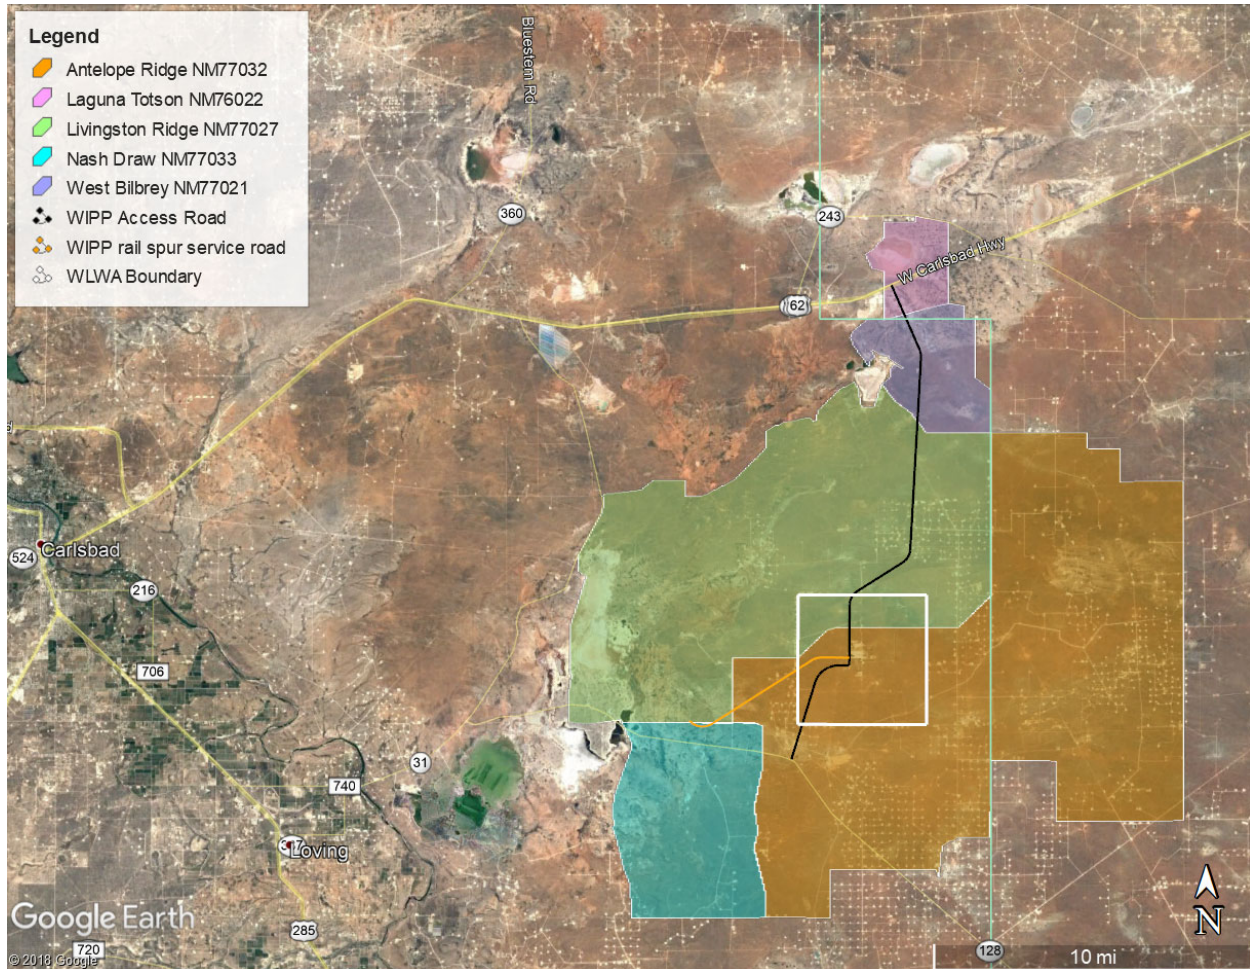 Legend
Antelope Ridge NM77032
Laguna Totson NM76022
Livingston Ridge NM77027
Nash Draw NM77033
West Bilbrey NM77021
WIPP Access Road
WIPP rail spur service road
WLWA Boundary
Bluestem Rd
360
243
W Carlsbad Hwy
62
524
Carlsbad
216
706
31
740
Loving
285
Google Earth
N
720
128
10 mi
© 2018 Google